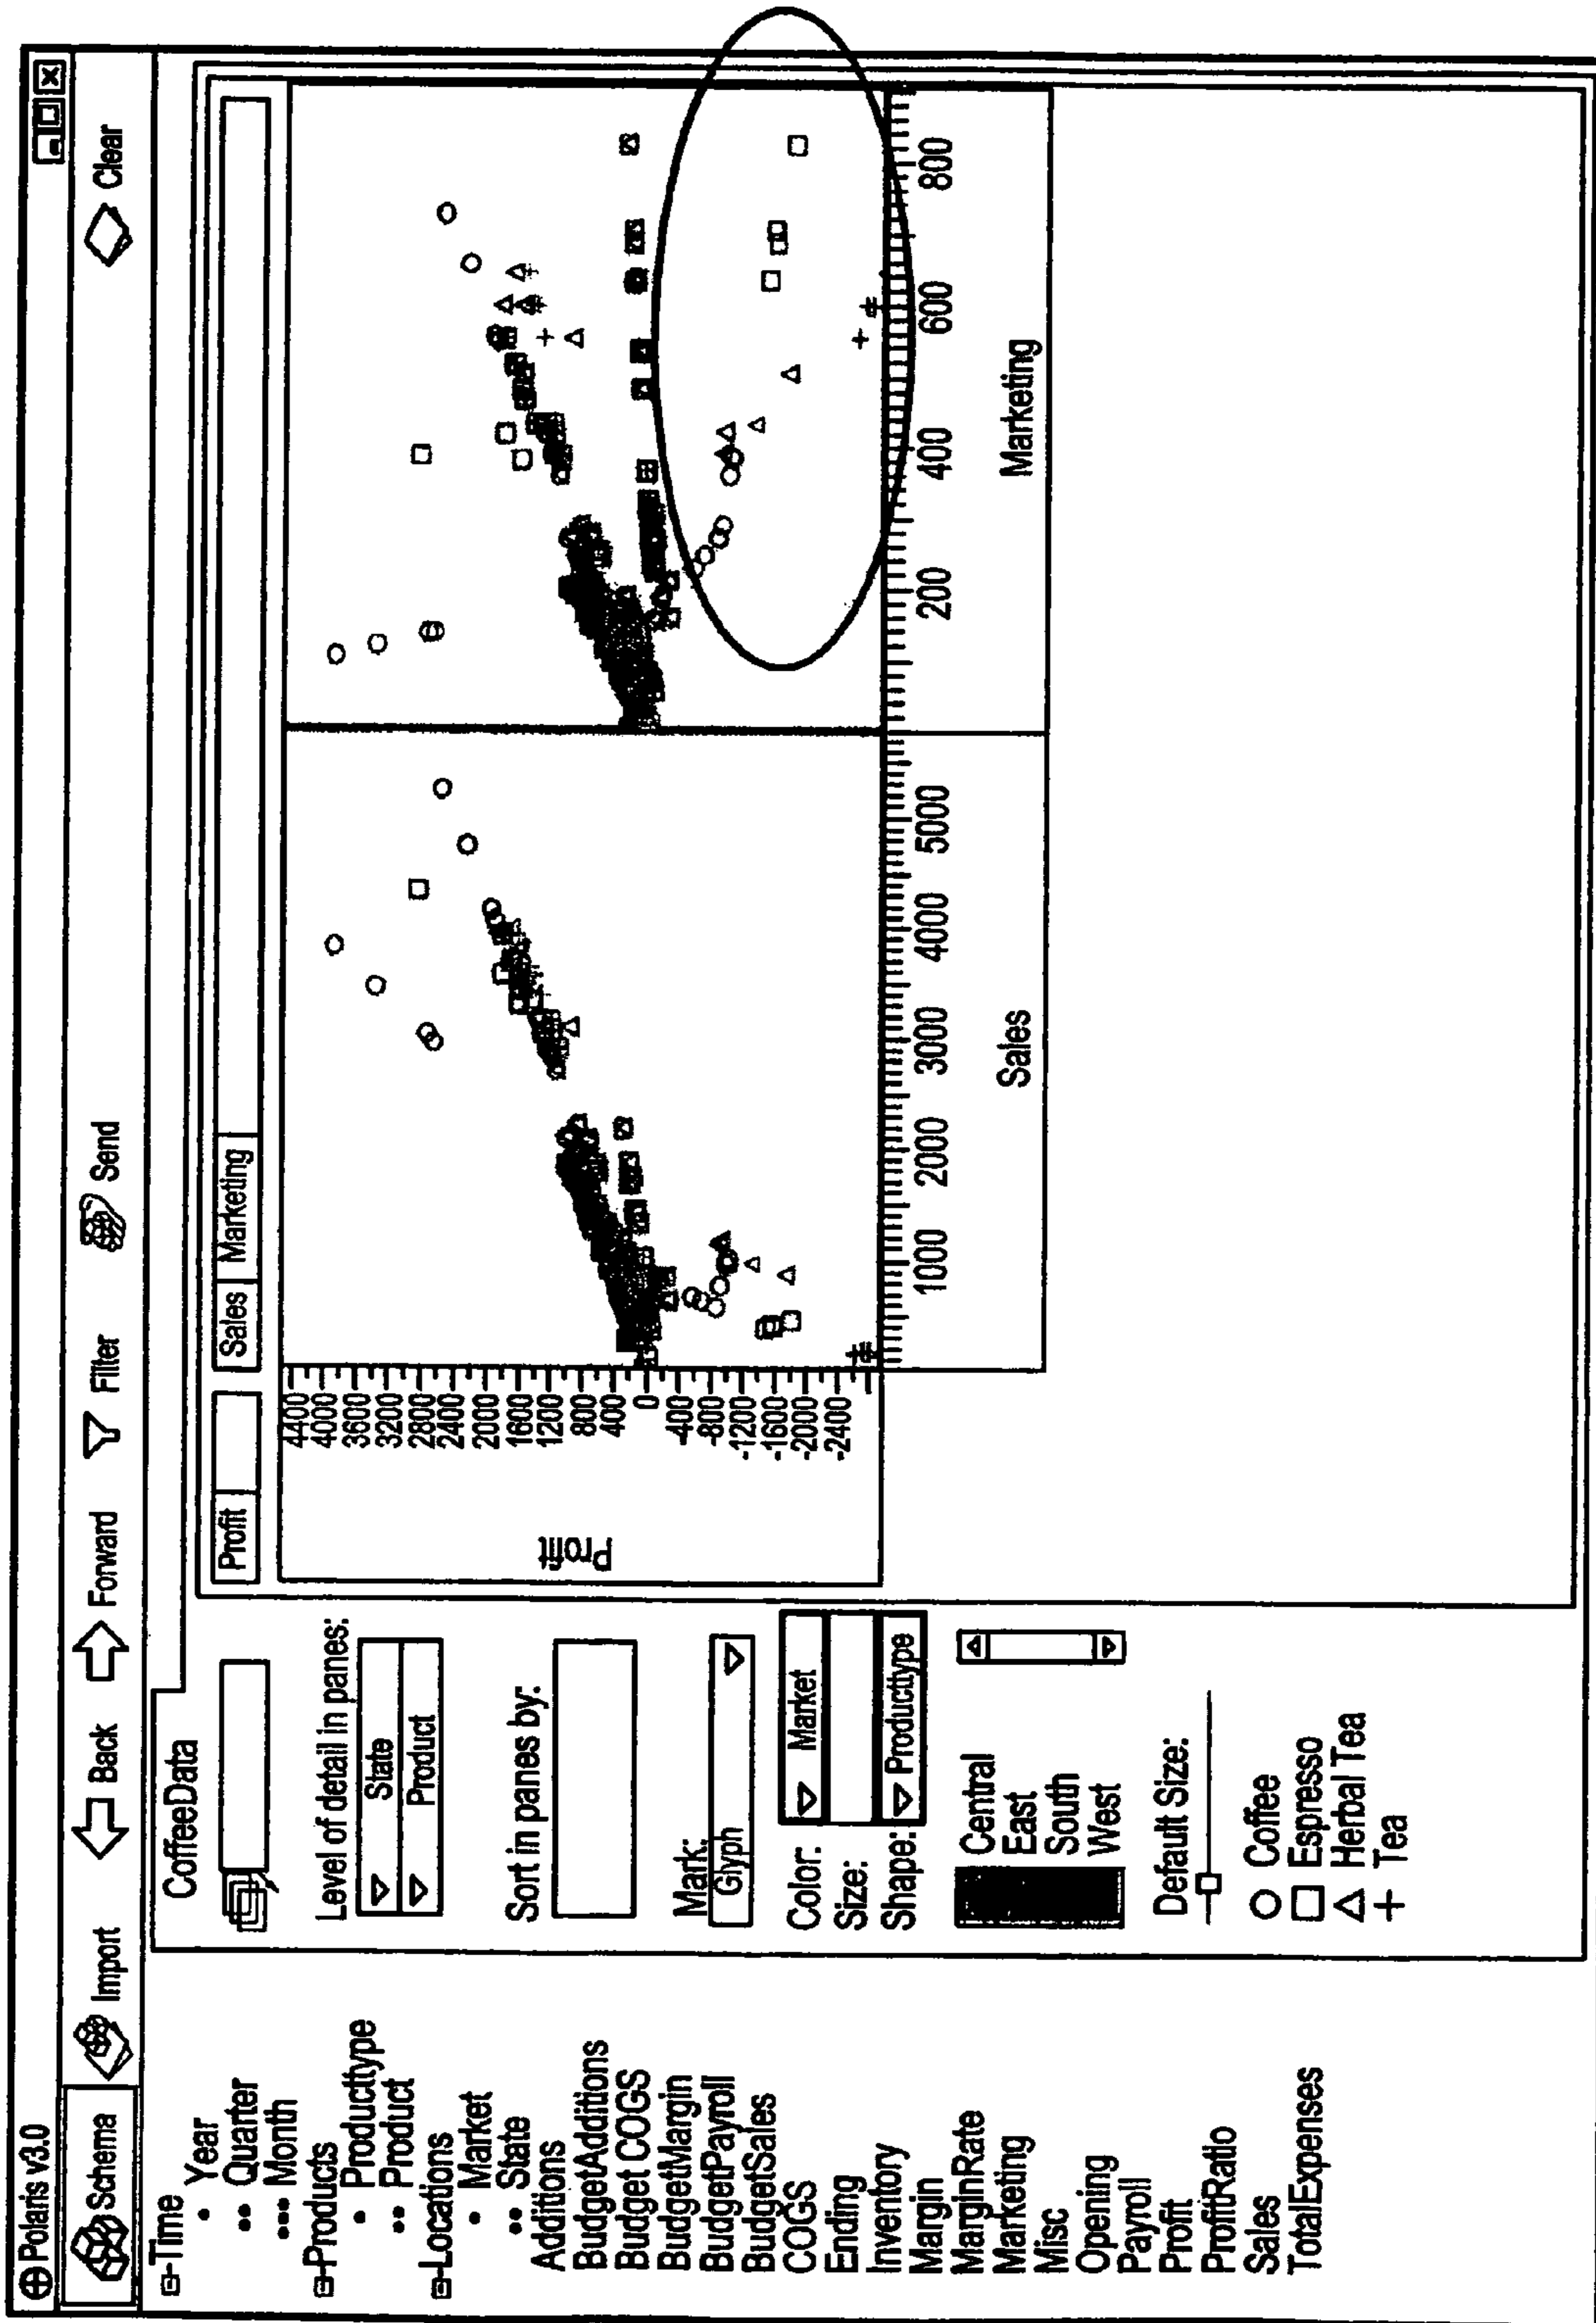 Polaris v3.0
Schema Import Back Forward Filter Send Clear
Time
Year
Quarter
Month
Products
Producttype
Product
Locations
Market
State
Additions
BudgetAdditions
Budget COGS
BudgetMargin
BudgetPayroll
BudgetSales
COGS
Ending
Inventory
Margin
MarginRate
Marketing
Misc
Opening
Payroll
Profit
ProfitRatio
Sales
TotalExpenses
CoffeeData
Level of detail in panes:
State
Product
Sort in panes by:
Mark:
Glyph
Color: Market
Size:
Shape: Producttype
Central
East
South
West
Default Size:
Coffee
Espresso
Herbal Tea
Tea
Profit Sales Marketing
Profit
4400
4000
3600
3200
2800
2400
2000
1600
1200
800
400
0
-400
-800
-1200
-1600
-2000
-2400
1000 2000 3000 4000 5000 200 400 600 800
Sales Marketing